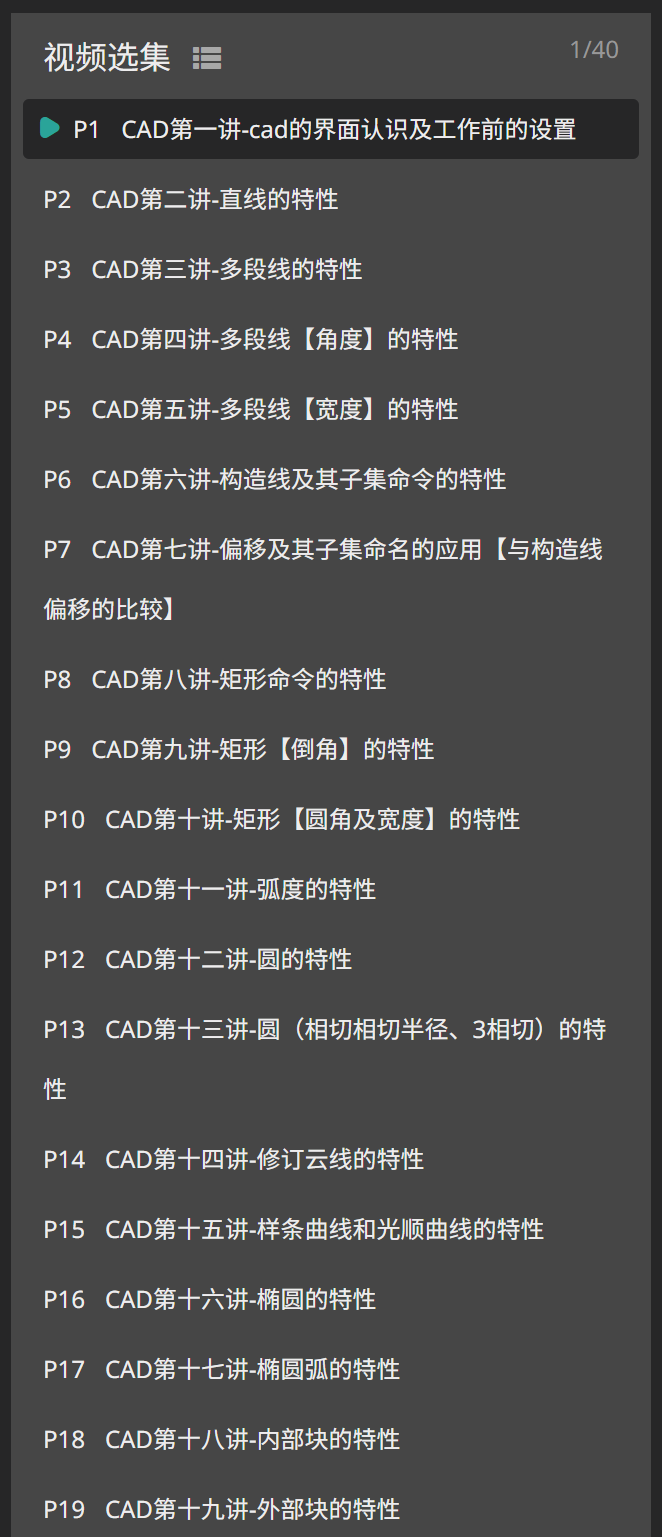 视频选集
1/40
P1 CAD第一讲-cad的界面认识及工作前的设置
P2 CAD第二讲-直线的特性
P3 CAD第三讲-多段线的特性
P4 CAD第四讲-多段线【角度】的特性
P5 CAD第五讲-多段线【宽度】的特性
P6 CAD第六讲-构造线及其子集命令的特性
P7 CAD第七讲-偏移及其子集命名的应用【与构造线
偏移的比较】
P8 CAD第八讲-矩形命令的特性
P9 CAD第九讲-矩形【倒角】的特性
P10 CAD第十讲-矩形【圆角及宽度】的特性
P11 CAD第十一讲-弧度的特性
P12 CAD第十二讲-圆的特性
P13 CAD第十三讲-圆（相切相切半径、3相切）的特
性
P14 CAD第十四讲-修订云线的特性
P15 CAD第十五讲-样条曲线和光顺曲线的特性
P16 CAD第十六讲-椭圆的特性
P17 CAD第十七讲-椭圆弧的特性
P18 CAD第十八讲-内部块的特性
P19 CAD第十九讲-外部块的特性